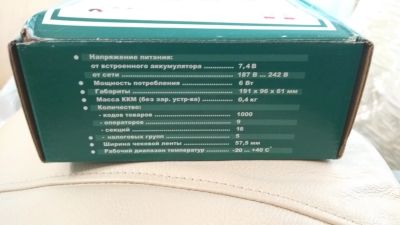 Напряжение питания:
от встроенного аккумулятора 7,4 В
от сети 187 В ... 242 В
Мощность потребления 6 Вт
Габариты 191 х 96 х 61 мм
Масса ККМ (без зар. устр-ва) 0,4 кг
Количество:
- кодов товаров 1000
- операторов 9
- секций 16
- налоговых групп 5
Ширина чековой ленты 57,5 мм
Рабочий диапазон температур -20 ... +40 С°